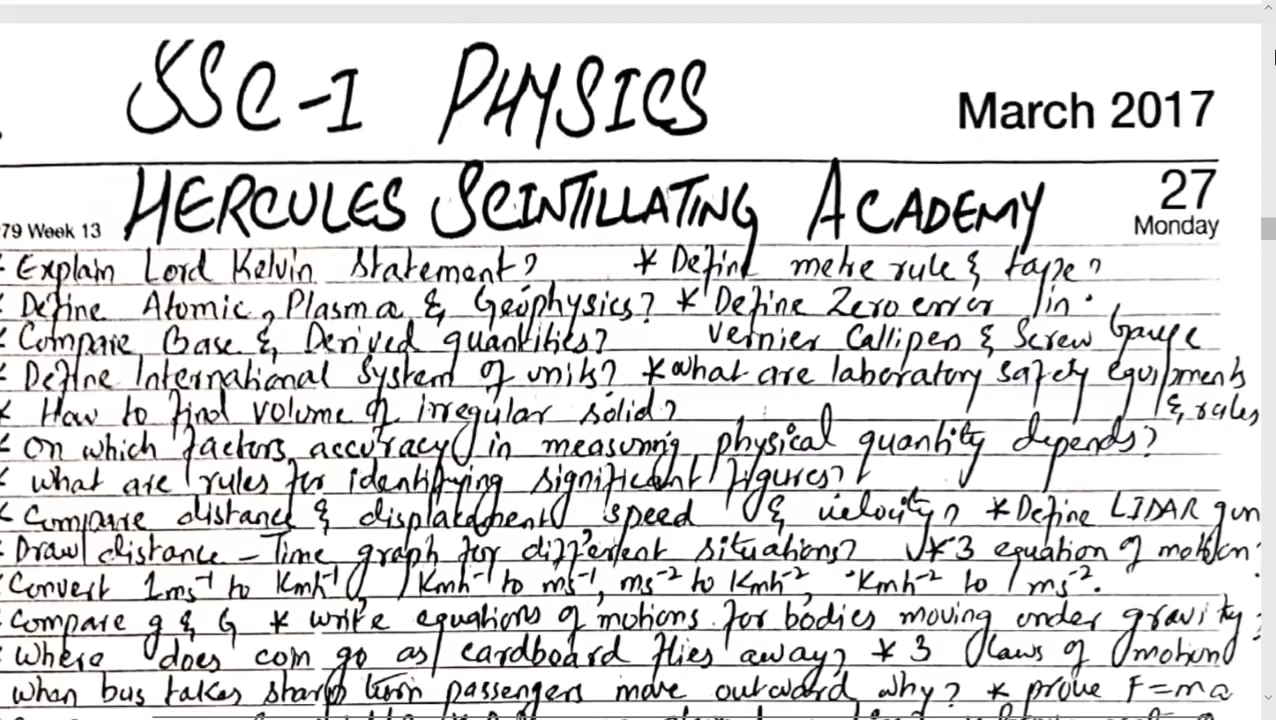 SSC-I PHYSICS
March 2017
HERCULES SCINTILLATING ACADEMY
27
79 Week 13
Monday
Explain Lord Kelvin Statement? * Define metre rule & tape?
Define Atomic, Plasma & Geophysics? * Define Zero error in
Compare Base & Derived quantities? Vernier Callipers & Screw Gauge
Define International System of units? * what are laboratory safety equipments
* How to find volume of irregular solid? & rules
on which factors accuracy in measuring physical quantity depends?
what are rules for identifying significant figures?
Compare distance & displacement, speed & velocity? * Define LIDAR gun
Draw distance - Time graph for different situations? * 3 equation of motion?
Convert 1ms⁻¹ to Kmh⁻¹, 1Kmh⁻¹ to ms⁻¹, ms⁻² to Kmh⁻², Kmh⁻² to ms⁻².
Compare g & G * write equations of motions for bodies moving under gravity?
Where does coin go as cardboard flies away? * 3 laws of motion
when bus takes sharp turn passengers move outward why? * prove F=ma